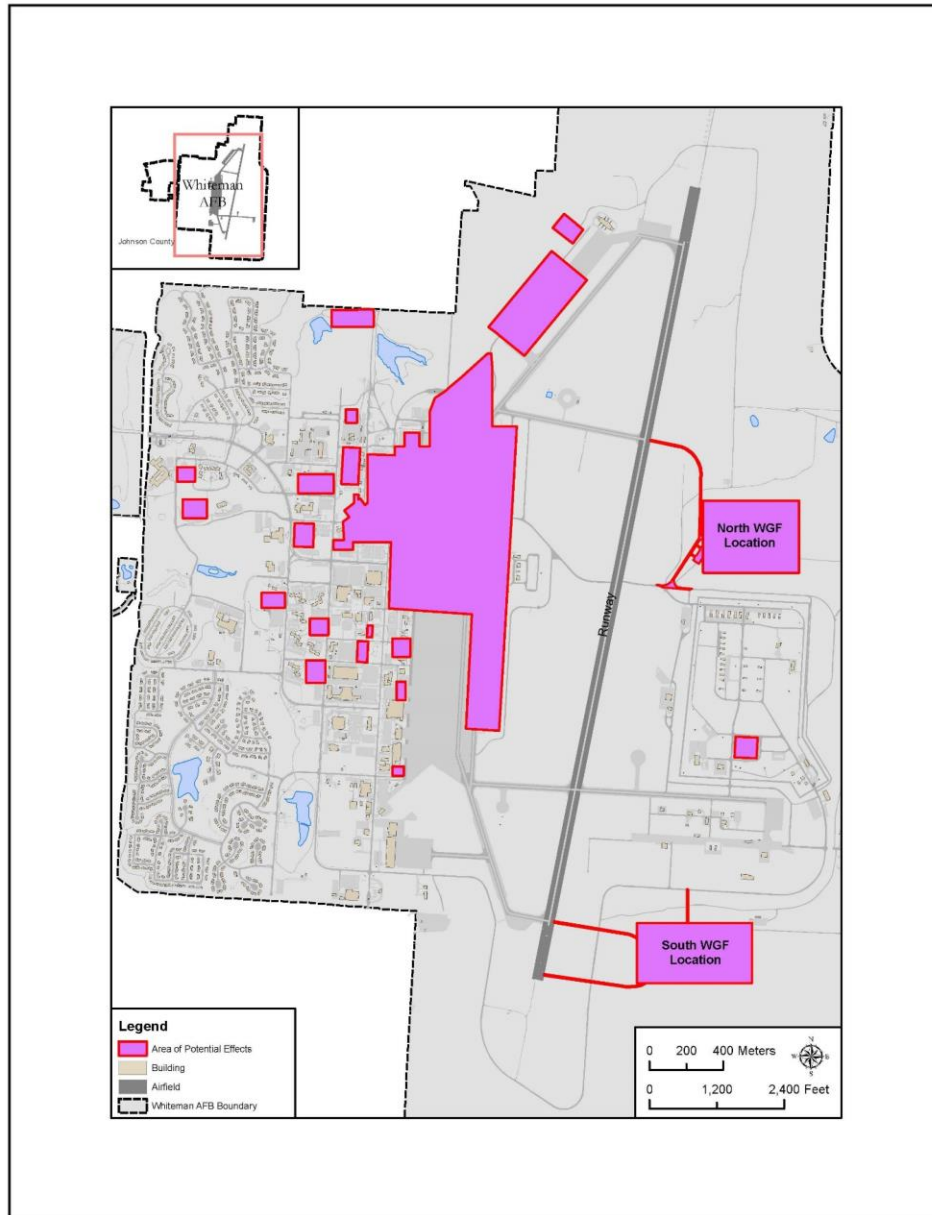 Whiteman
AFB
Johnson County
North WGF
Location
Runway
South WGF
Location
Legend
Area of Potential Effects
Building
Airfield
Whiteman AFB Boundary
0 200 400 Meters
N
W E
S
0 1,200 2,400 Feet